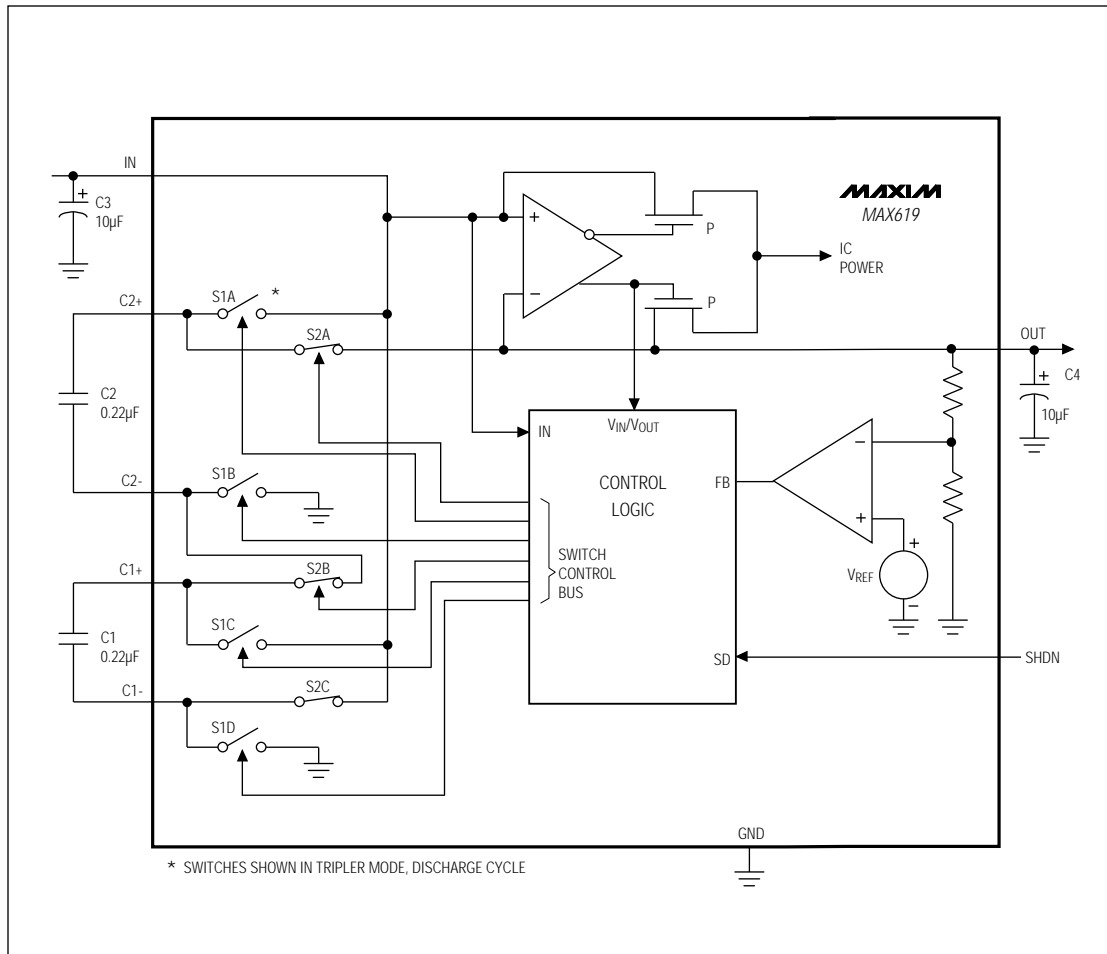 MAXIM
MAX619
IN
+
C3
10µF
+
P
IC
POWER
C2+
S1A
*
−
P
S2A
OUT
+
C4
10µF
C2
0.22µF
IN
VIN/VOUT
−
C2-
S1B
CONTROL
LOGIC
FB
+
SWITCH
CONTROL
BUS
VREF
+
−
C1+
S2B
C1
0.22µF
S1C
SD
SHDN
C1-
S2C
S1D
GND
* SWITCHES SHOWN IN TRIPLER MODE, DISCHARGE CYCLE